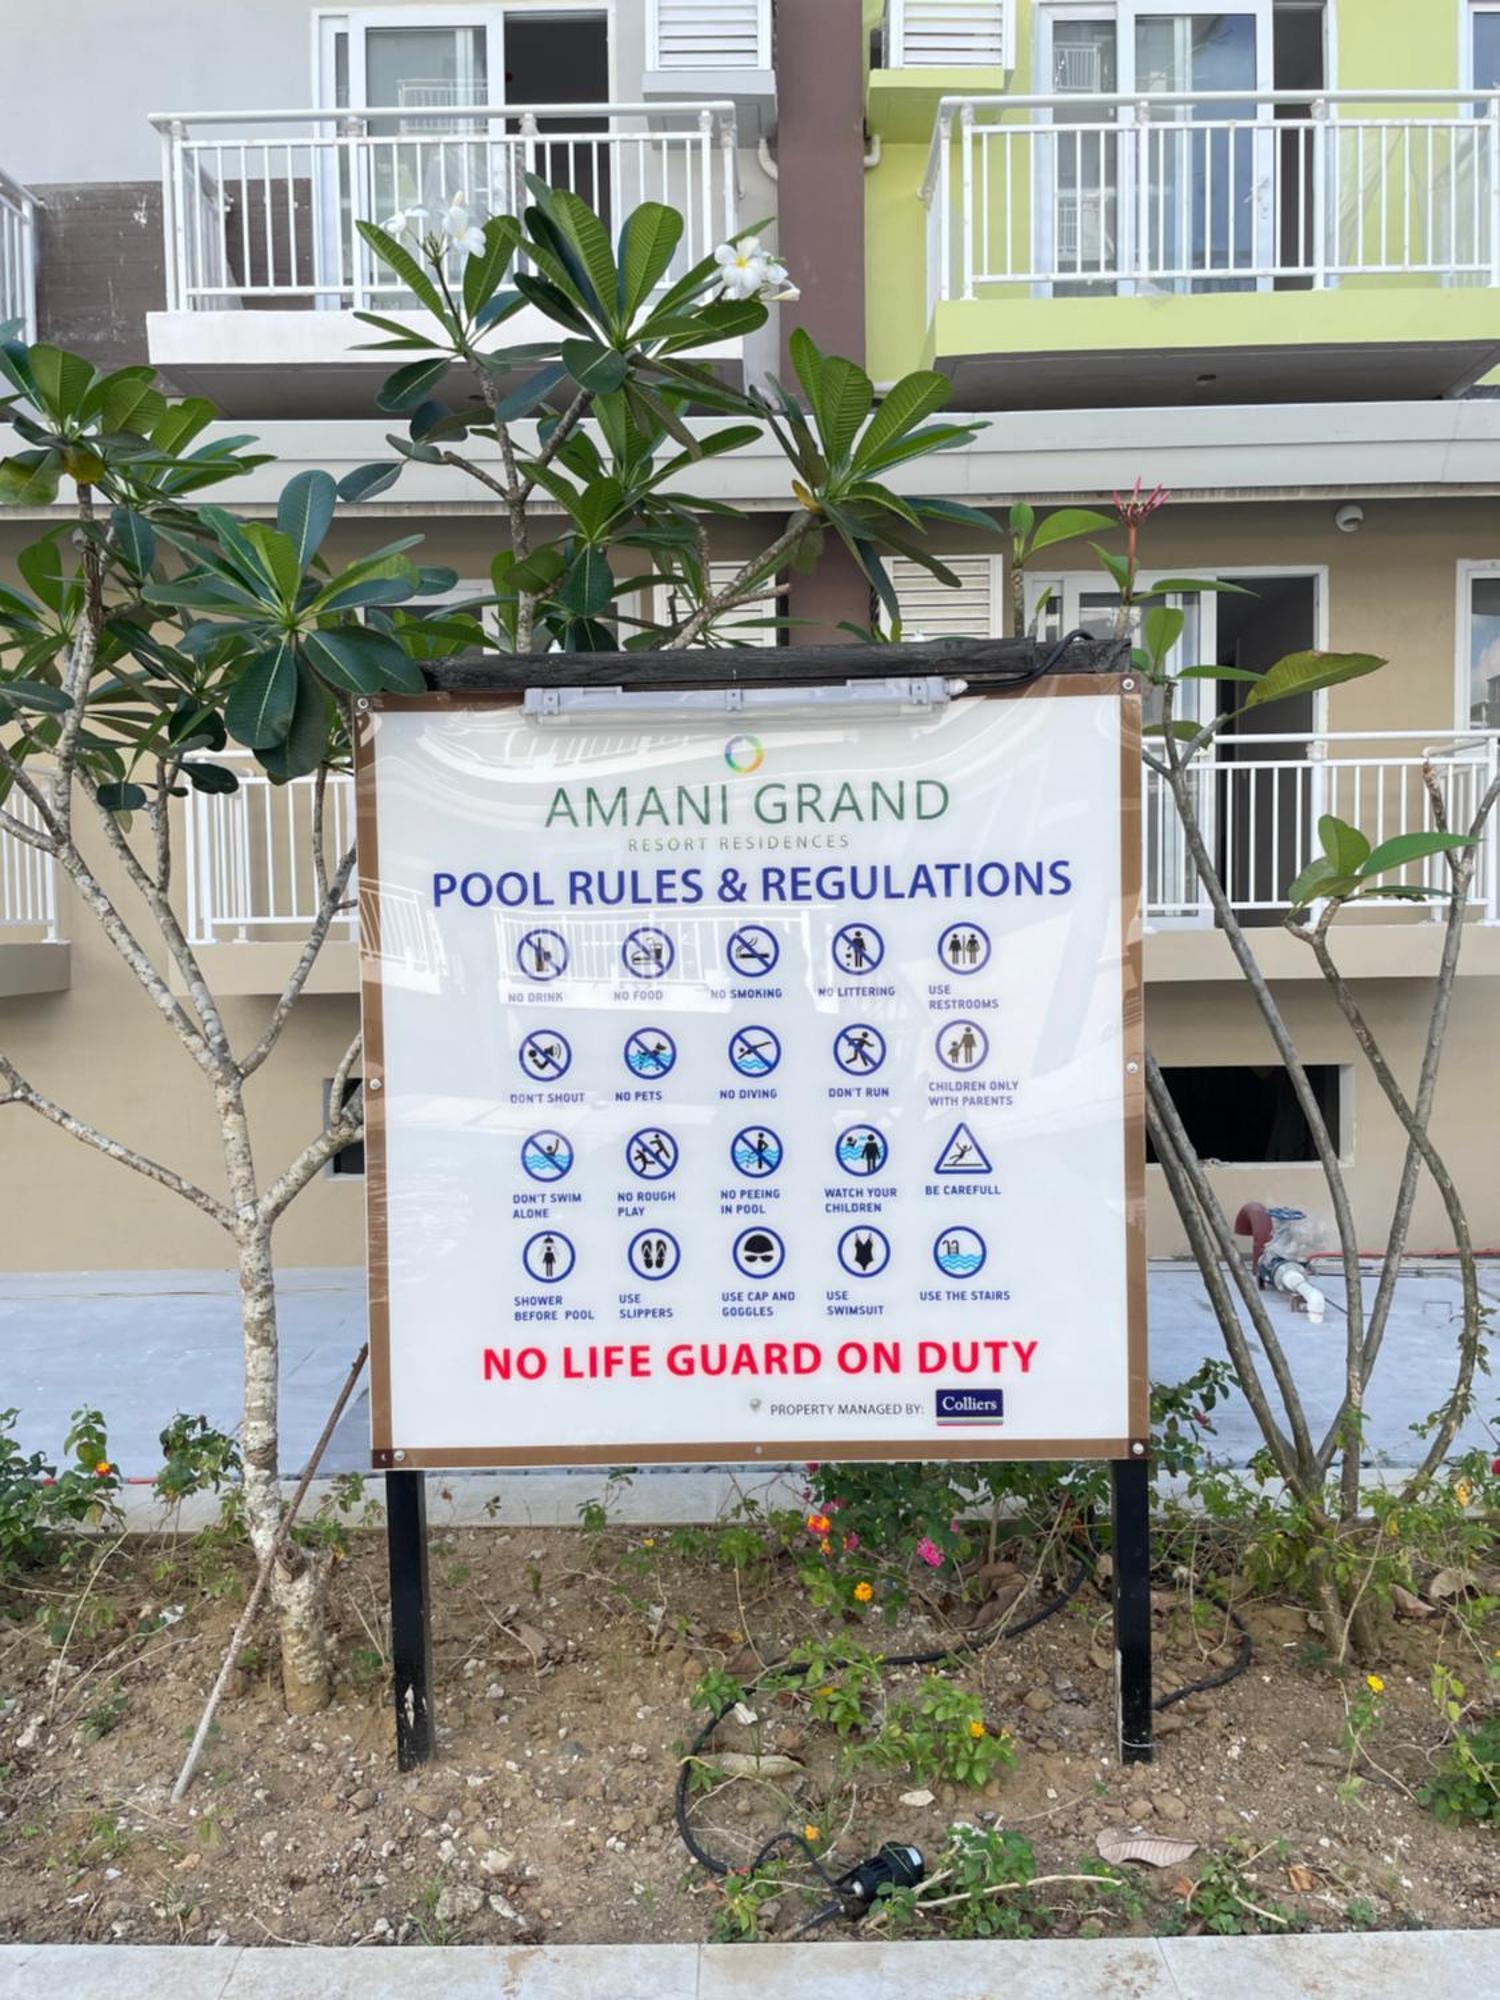 AMANI GRAND
RESORT RESIDENCES
POOL RULES & REGULATIONS
NO DRINK
NO FOOD
NO SMOKING
NO LITTERING
USE
RESTROOMS
DON'T SHOUT
NO PETS
NO DIVING
DON'T RUN
CHILDREN ONLY
WITH PARENTS
DON'T SWIM
ALONE
NO ROUGH
PLAY
NO PEEING
IN POOL
WATCH YOUR
CHILDREN
BE CAREFULL
SHOWER
BEFORE POOL
USE
SLIPPERS
USE CAP AND
GOGGLES
USE
SWIMSUIT
USE THE STAIRS
NO LIFE GUARD ON DUTY
PROPERTY MANAGED BY: Colliers